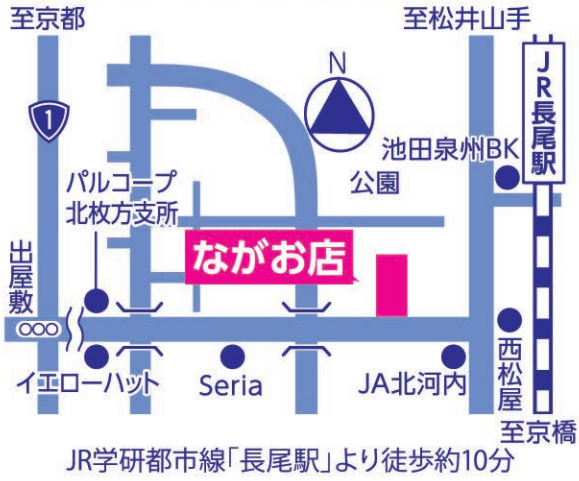 至京都
至松井山手
N
JR長尾駅
1
池田泉州BK
公園
パルコープ
北枚方支所
ながお店
出屋敷
イエローハット
Seria
JA北河内
西松屋
至京橋
JR学研都市線「長尾駅」より徒歩約10分